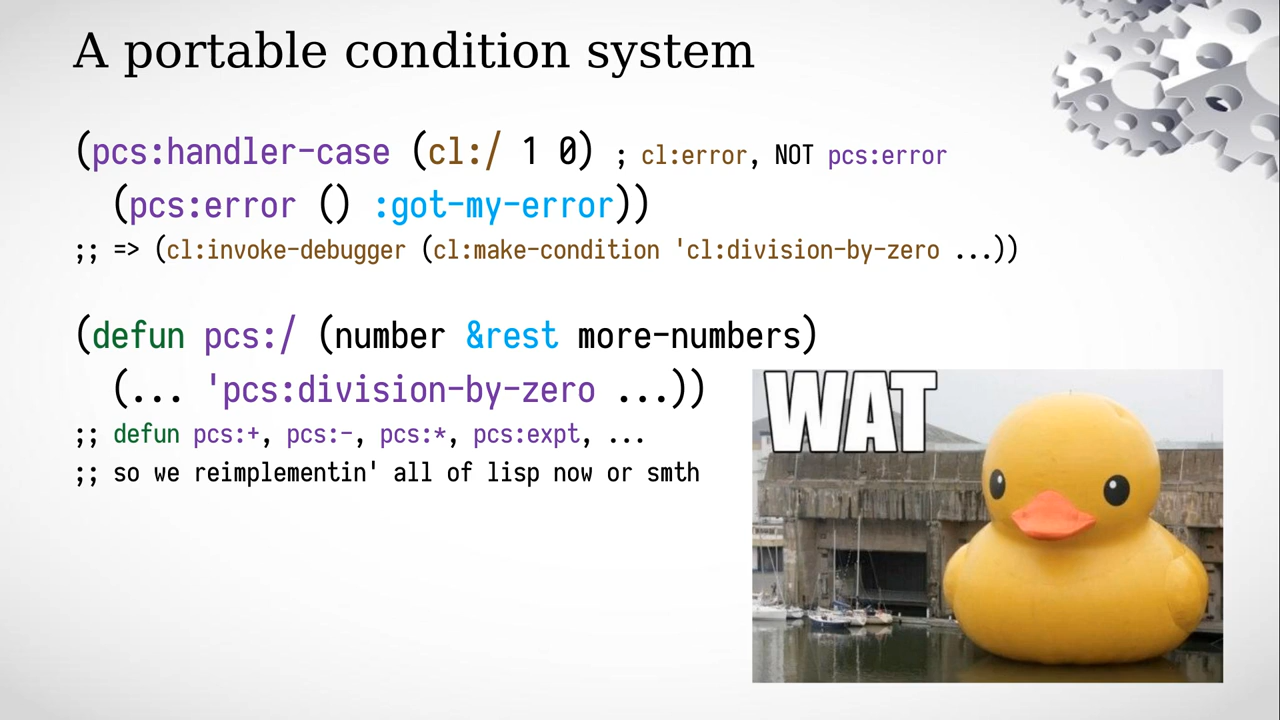 A portable condition system
(pcs:handler-case (cl:/ 1 0) ; cl:error, NOT pcs:error
(pcs:error () :got-my-error))
;; => (cl:invoke-debugger (cl:make-condition 'cl:division-by-zero ...))
(defun pcs:/ (number &rest more-numbers)
(... 'pcs:division-by-zero ...))
;; defun pcs:+, pcs:-, pcs:*, pcs:expt, ...
;; so we reimplementin' all of lisp now or smth
WAT